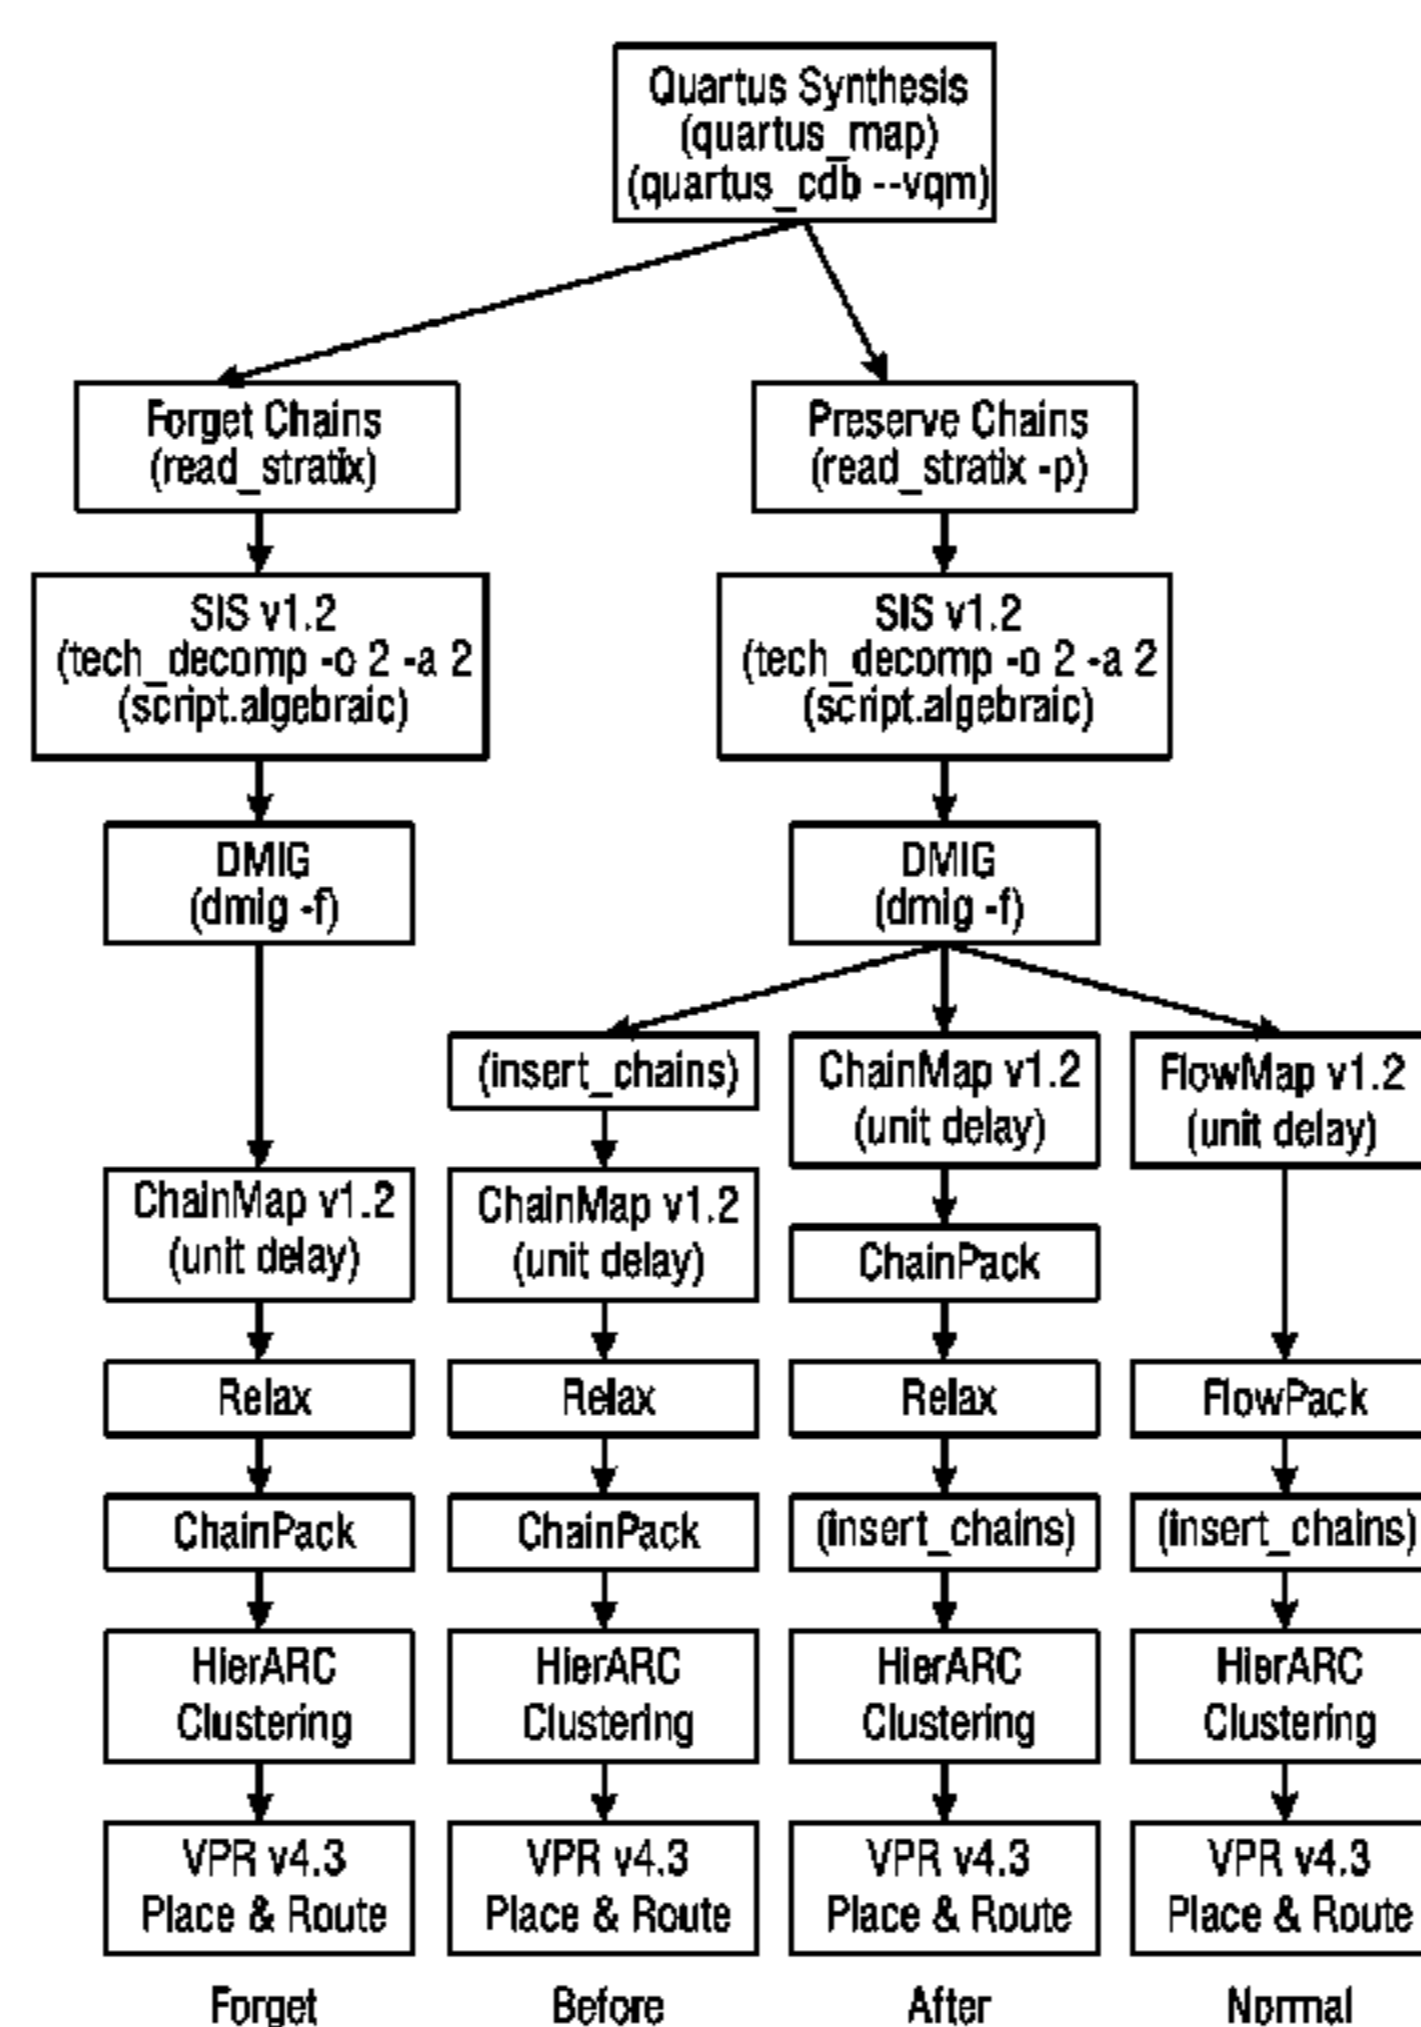 Quartus Synthesis
(quartus_map)
(quartus_cdb --vqm)
Forget Chains
(read_stratix)
Preserve Chains
(read_stratix -p)
SIS v1.2
(tech_decomp -o 2 -a 2
(script.algebraic)
SIS v1.2
(tech_decomp -o 2 -a 2
(script.algebraic)
DMIG
(dmig -f)
DMIG
(dmig -f)
(insert_chains)
ChainMap v1.2
(unit delay)
FlowMap v1.2
(unit delay)
ChainMap v1.2
(unit delay)
ChainMap v1.2
(unit delay)
ChainPack
Relax
Relax
Relax
FlowPack
ChainPack
ChainPack
(insert_chains)
(insert_chains)
HierARC
Clustering
HierARC
Clustering
HierARC
Clustering
HierARC
Clustering
VPR v4.3
Place & Route
VPR v4.3
Place & Route
VPR v4.3
Place & Route
VPR v4.3
Place & Route
Forget
Before
After
Normal